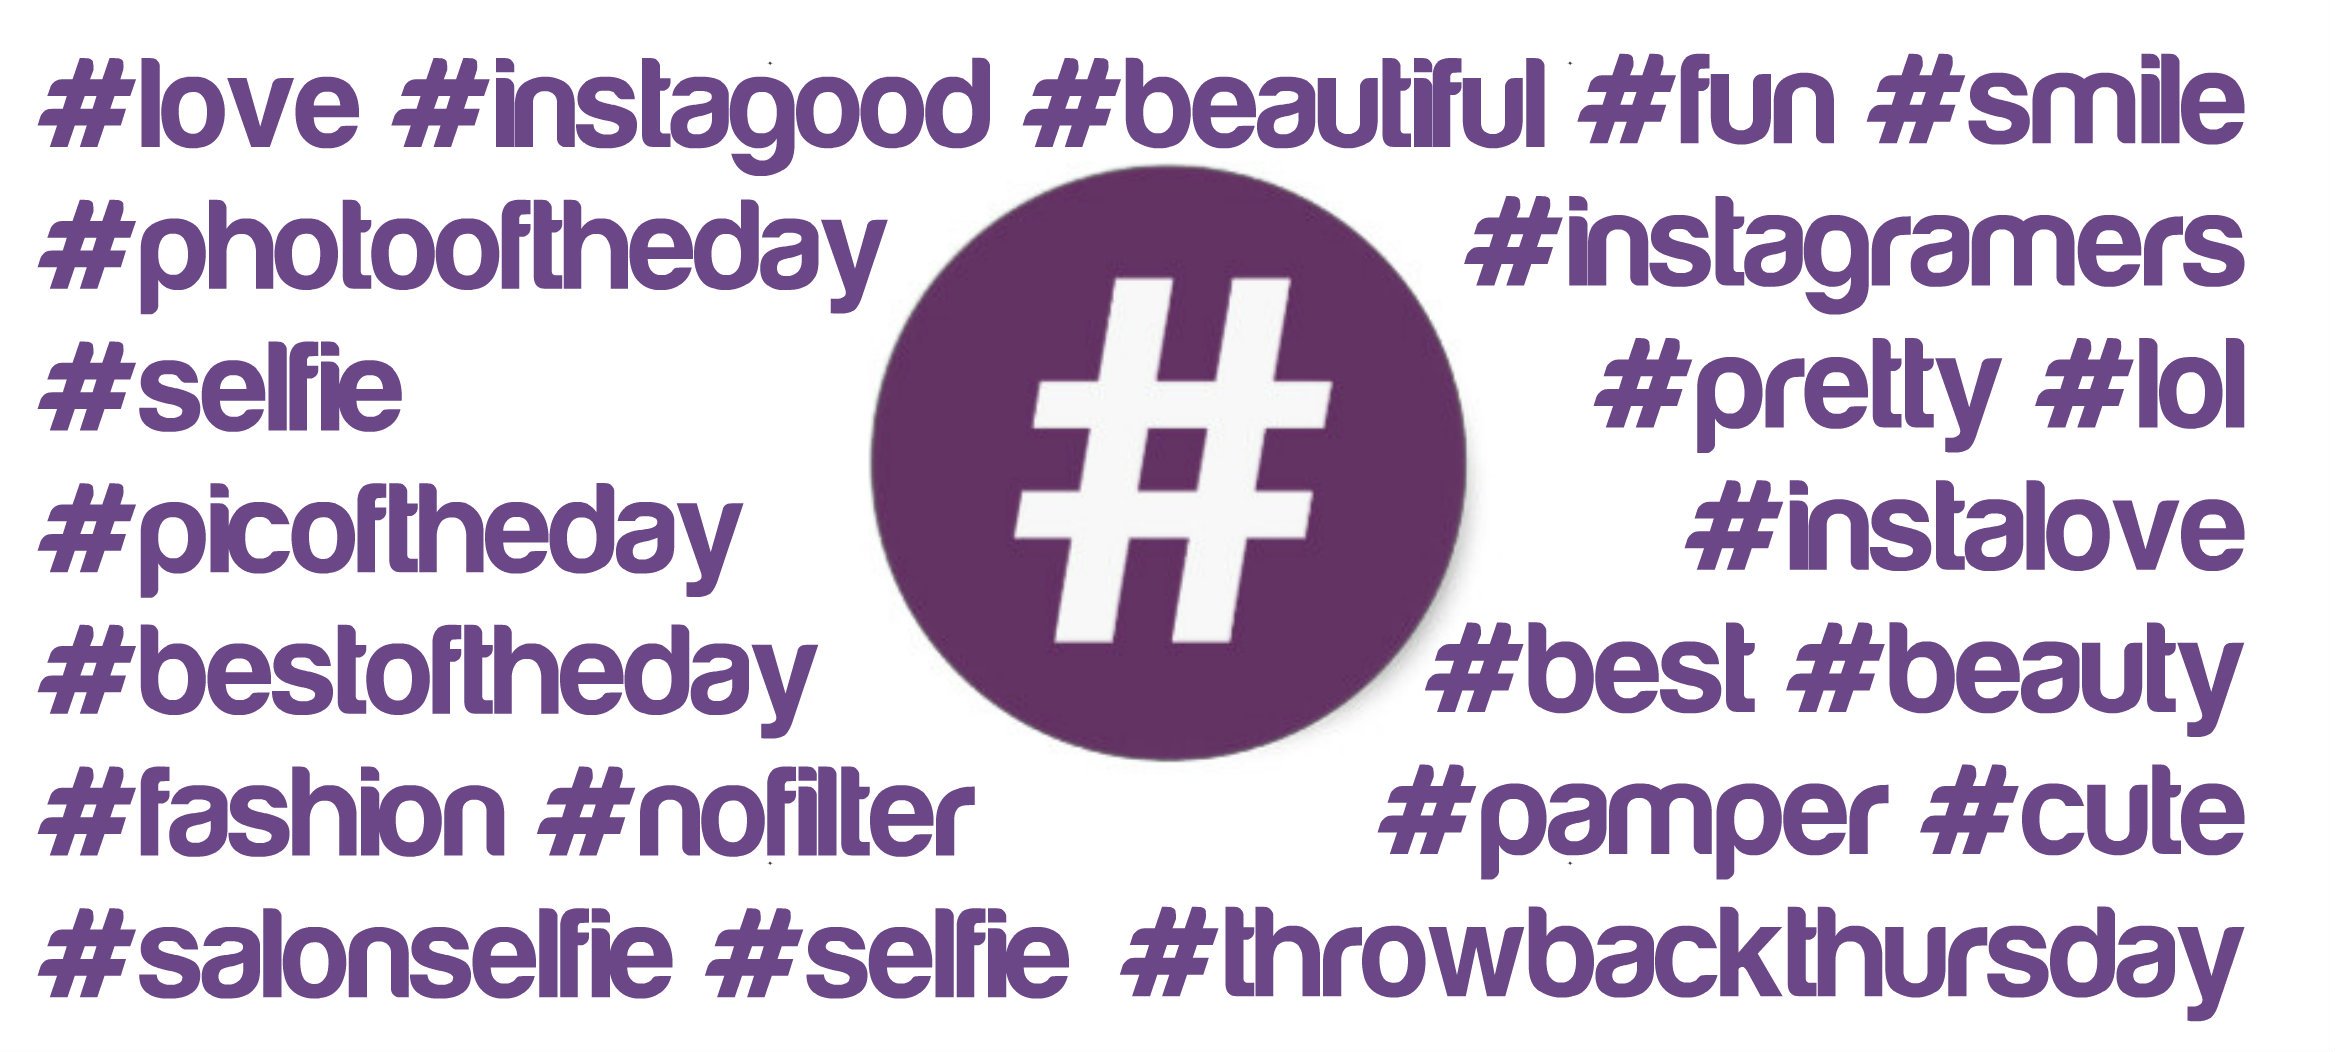 #love #instagood #beautiful #fun #smile
#photooftheday #instagramers
#
#selfie #pretty #lol
#picoftheday #instalove
#bestoftheday #best #beauty
#fashion #nofilter #pamper #cute
#salonselfie #selfie #throwbackthursday